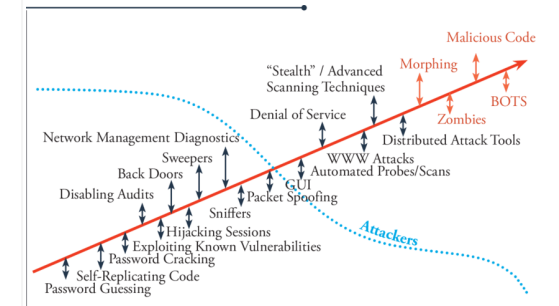 Malicious Code
Morphing
"Stealth" / Advanced
Scanning Techniques
BOTS
Denial of Service
Zombies
Network Management Diagnostics
Distributed Attack Tools
Sweepers
WWW Attacks
Back Doors
Automated Probes/Scans
Disabling Audits
GUI
Packet Spoofing
Sniffers
Hijacking Sessions
Attackers
Exploiting Known Vulnerabilities
Password Cracking
Self-Replicating Code
Password Guessing